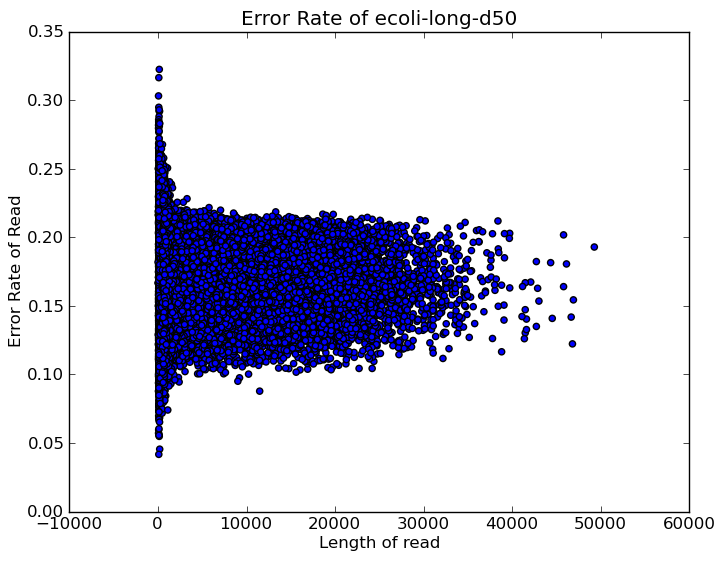 Error Rate of ecoli-long-d50
0.35
0.30
0.25
0.20
0.15
0.10
0.05
0.00
Error Rate of Read
−10000 0 10000 20000 30000 40000 50000 60000
Length of read